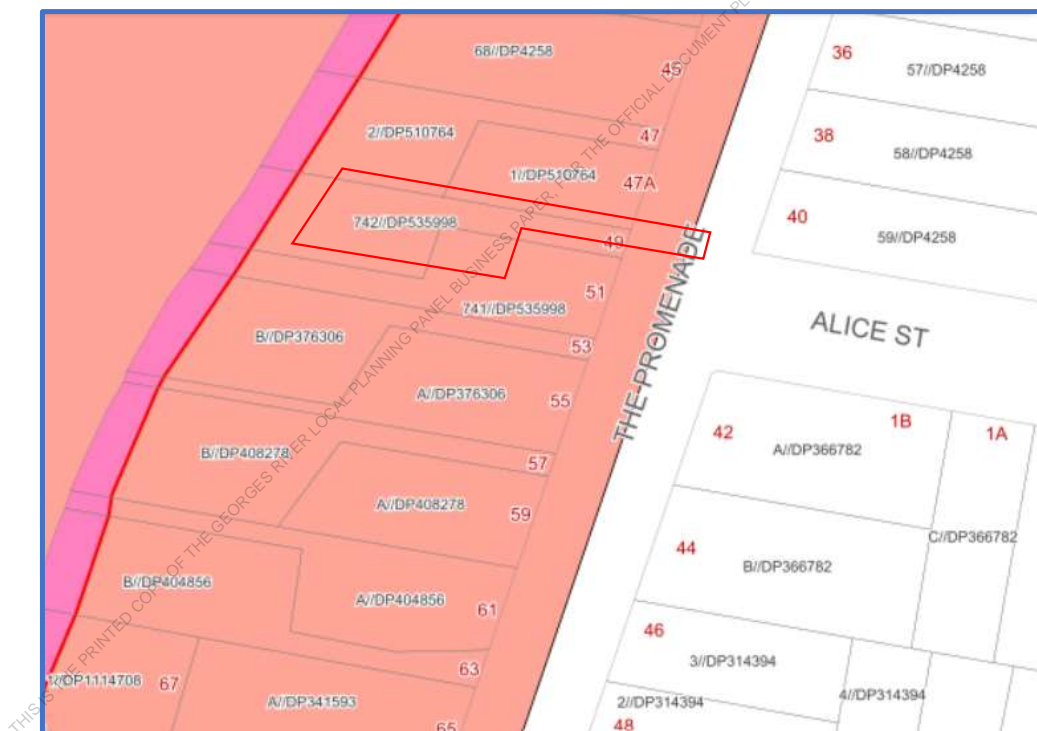 68//DP4258
45
36
57//DP4258
2//DP510764
47
38
58//DP4258
1//DP510764
47A
40
59//DP4258
742//DP535998
49
51
741//DP535998
ALICE ST
B//DP376306
53
THE PROMENADE
A//DP376306
55
42
1B
1A
A//DP366782
B//DP408278
57
A//DP408278
59
C//DP366782
44
B//DP366782
B//DP404856
A//DP404856
61
46
3//DP314394
63
1//DP1114708
67
A//DP341593
2//DP314394
4//DP314394
65
48
THIS IS THE PRINTED COPY OF THE GEORGES RIVER LOCAL PLANNING PANEL BUSINESS PAPER. FOR THE OFFICIAL DOCUMENT PL